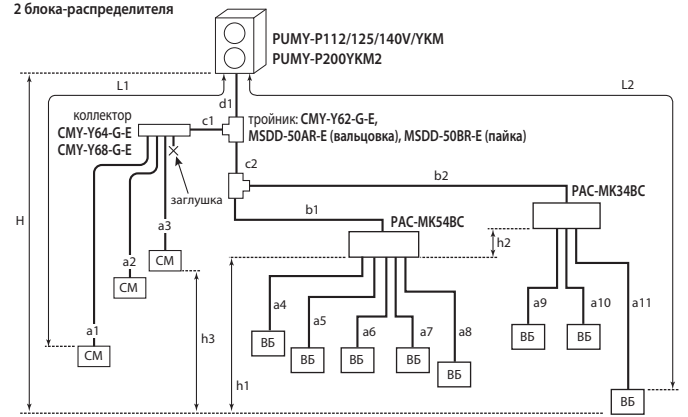 2 блока-распределителя
PUMY-P112/125/140V/YKM
PUMY-P200YKM2
L1
L2
d1
коллектор
CMY-Y64-G-E
CMY-Y68-G-E
c1
тройник: CMY-Y62-G-E,
MSDD-50AR-E (вальцовка), MSDD-50BR-E (пайка)
c2
b2
заглушка
PAC-MK34BC
H
b1
PAC-MK54BC
a3
h2
a2
СМ
СМ
a1
СМ
h3
a4
a5
a6
a7
a8
a9
a10
a11
ВБ
ВБ
ВБ
ВБ
ВБ
ВБ
ВБ
h1
ВБ